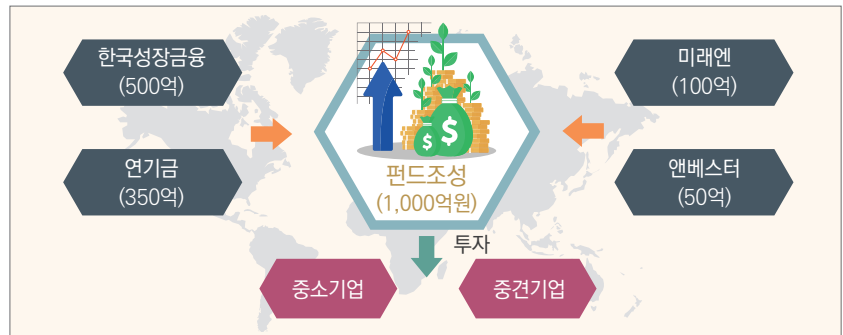 한국성장금융
(500억)
연기금
(350억)
$
$
펀드조성
(1,000억원)
미래엔
(100억)
앤베스터
(50억)
투자
중소기업
중견기업